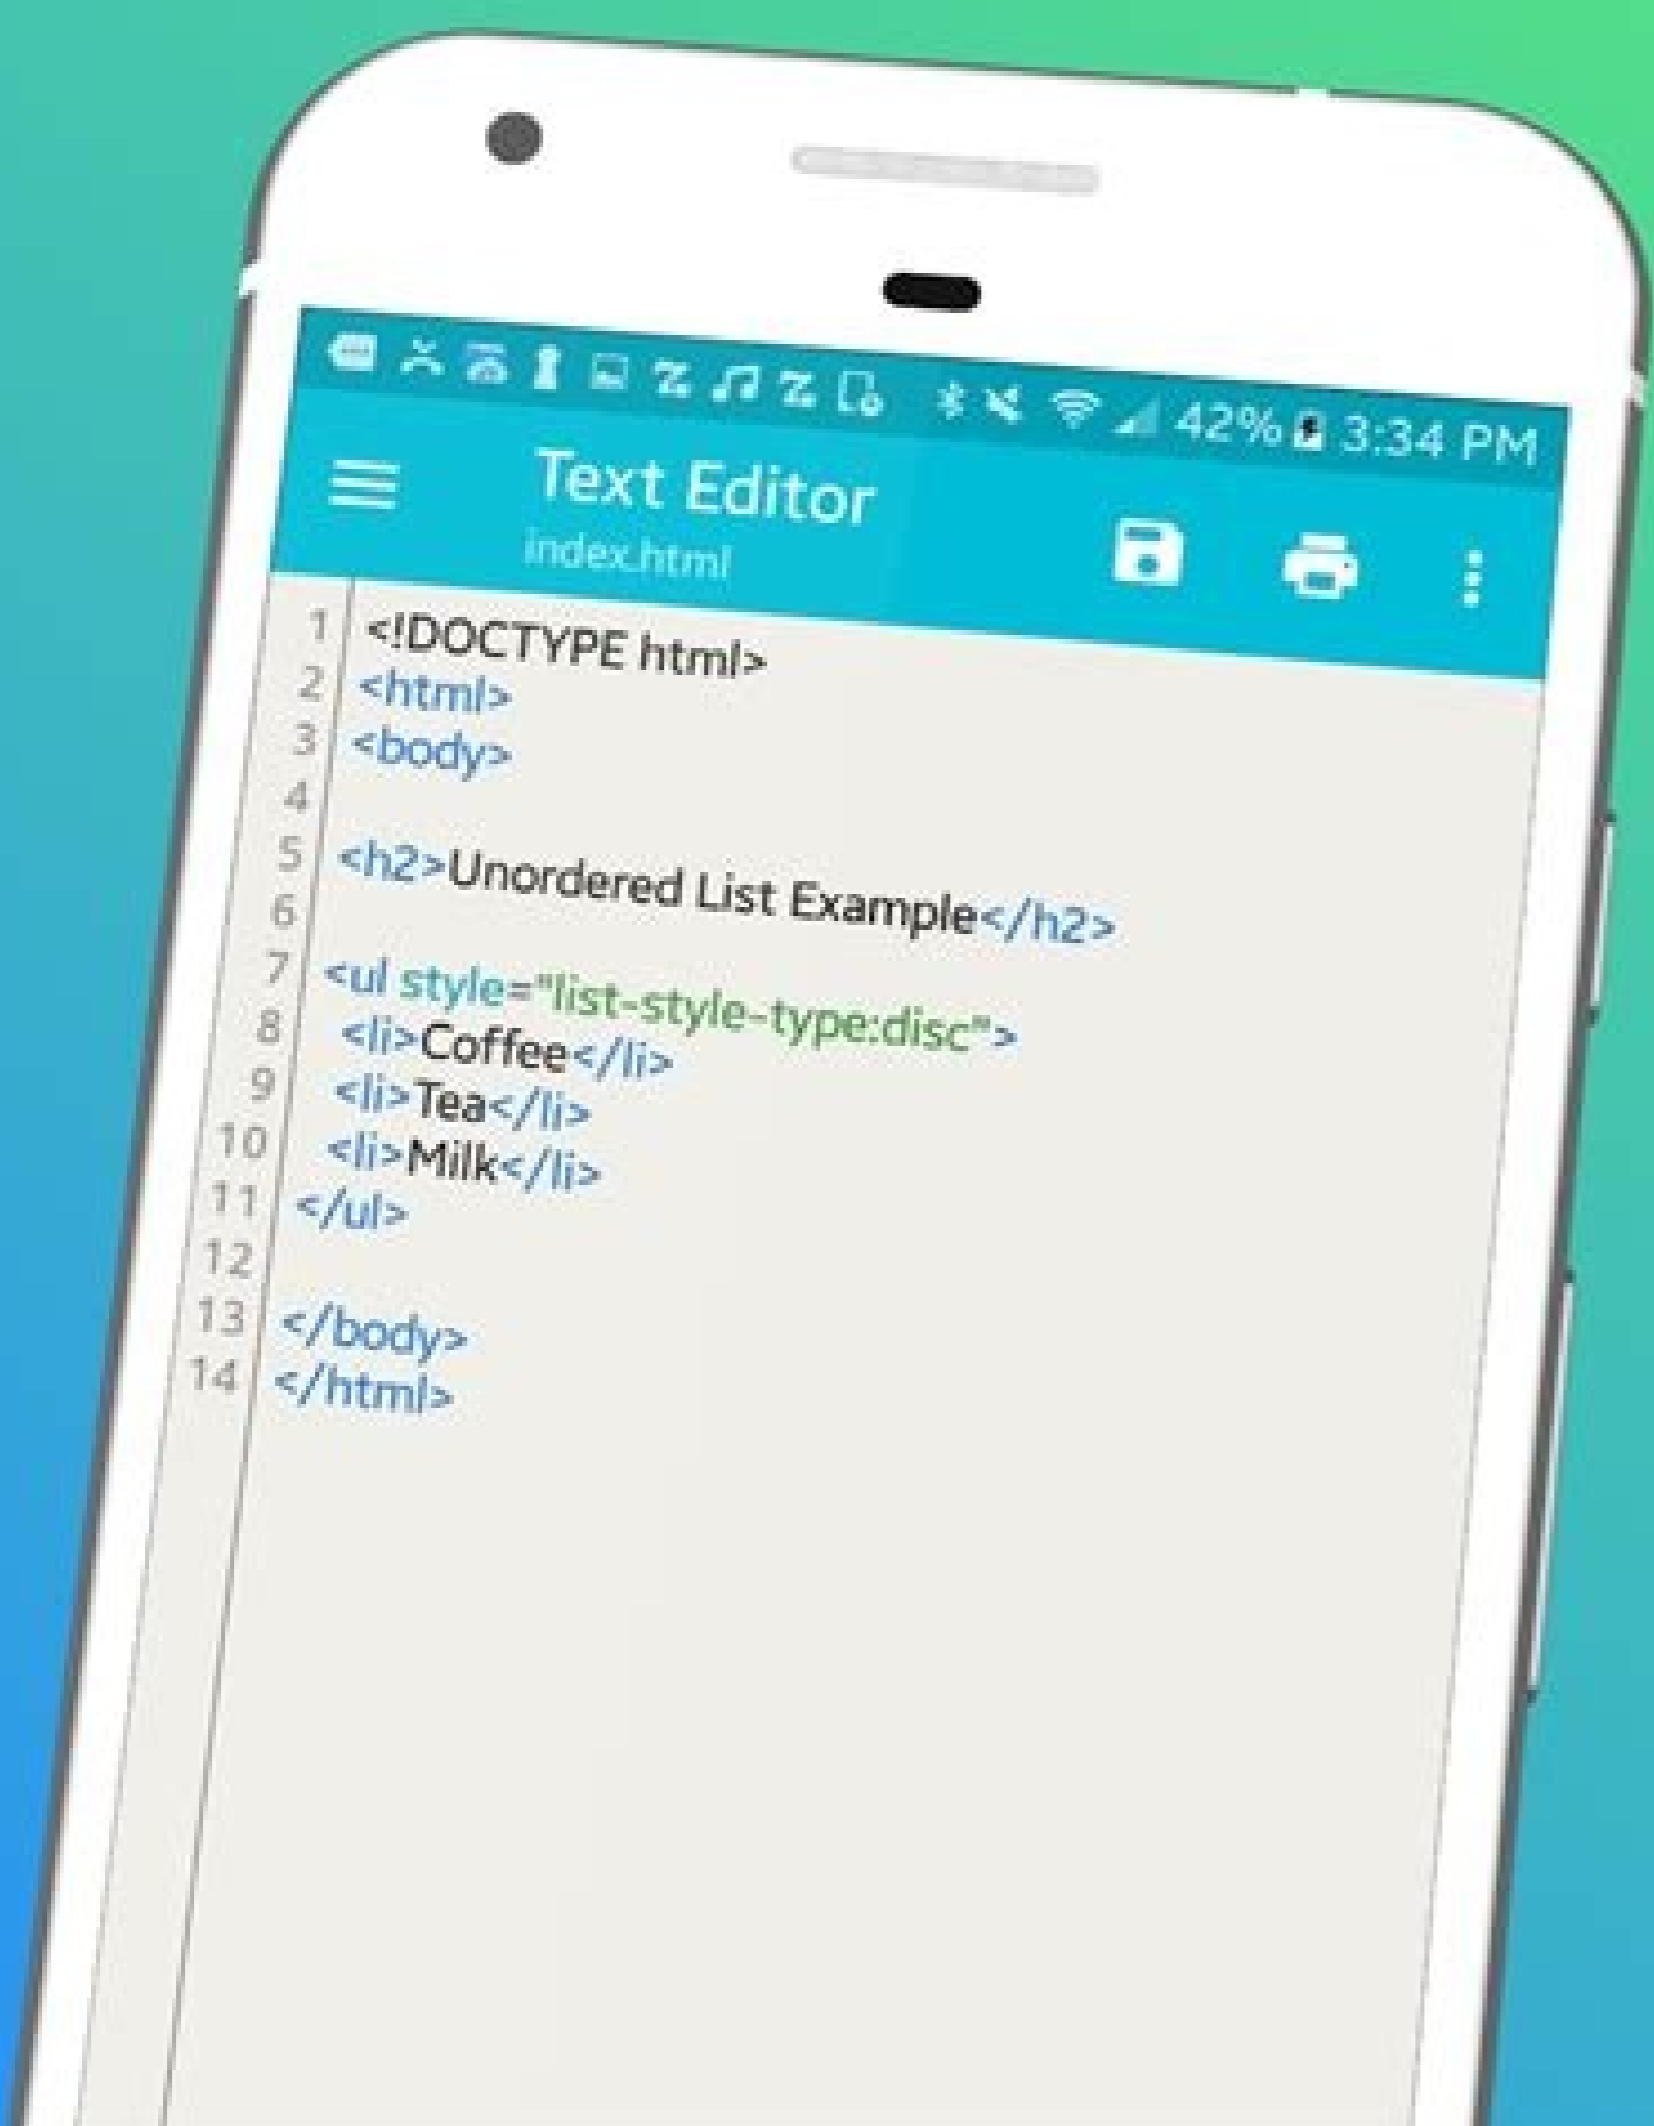 42% 3:34 PM
Text Editor
index.html
1 <!DOCTYPE html>
2 <html>
3 <body>
4
5 <h2>Unordered List Example</h2>
6
7 <ul style="list-style-type:disc">
8 <li>Coffee</li>
9 <li>Tea</li>
10 <li>Milk</li>
11 </ul>
12
13 </body>
14 </html>